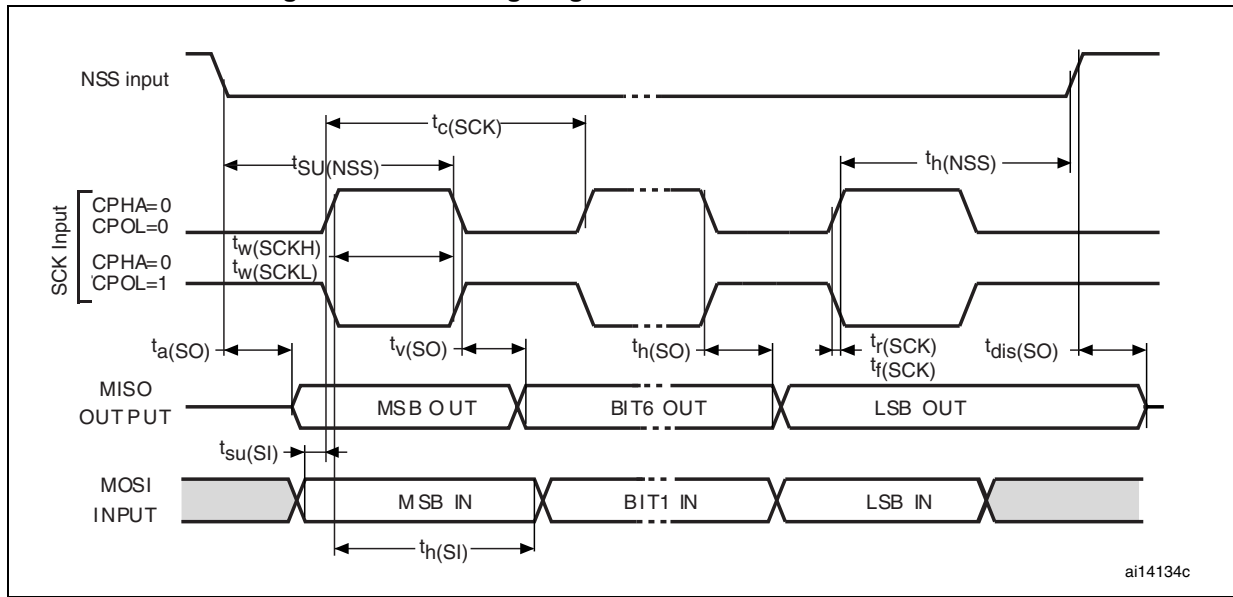 NSS input
tc(SCK)
tSU(NSS)
th(NSS)
SCK Input
CPHA=0
CPOL=0
tw(SCKH)
tw(SCKL)
CPHA=0
CPOL=1
ta(SO)
tv(SO)
th(SO)
tr(SCK)
tf(SCK)
tdis(SO)
MISO
OUTPUT
MSB OUT
BIT6 OUT
LSB OUT
tsu(SI)
MOSI
INPUT
MSB IN
BIT1 IN
LSB IN
th(SI)
ai14134c